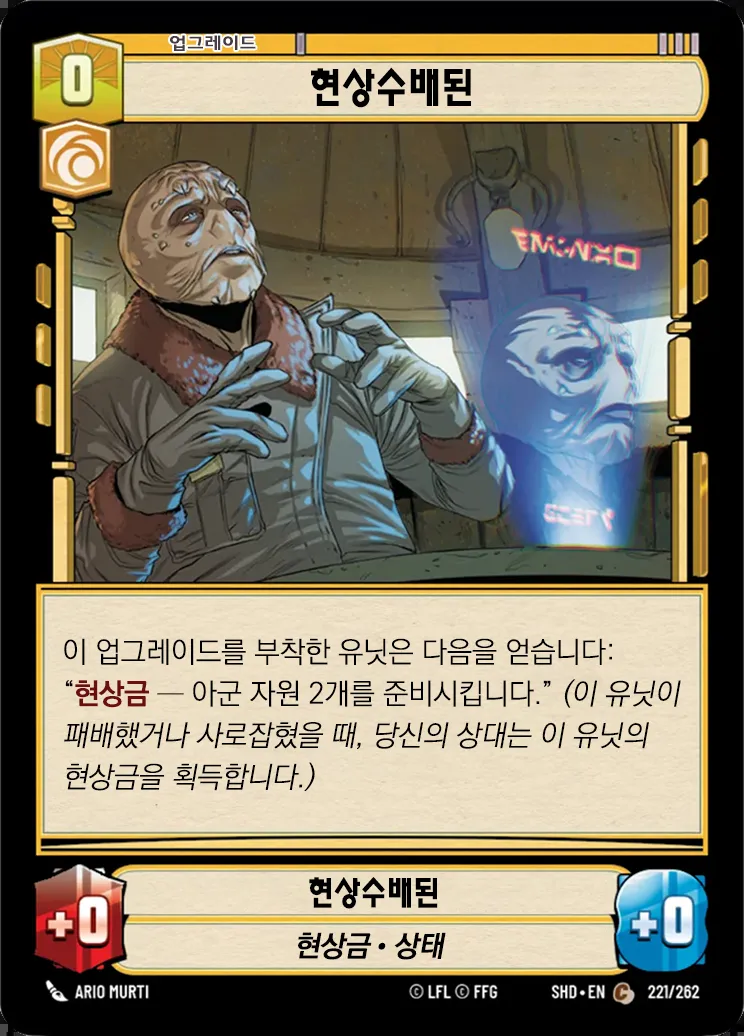 업그레이드
0
현상수배된
이 업그레이드를 부착한 유닛은 다음을 얻습니다:
“현상금 — 아군 자원 2개를 준비시킵니다.” (이 유닛이
패배했거나 사로잡혔을 때, 당신의 상대는 이 유닛의
현상금을 획득합니다.)
현상수배된
+0
+0
현상금 • 상태
ARIO MURTI
© LFL © FFG
SHD • EN C 221/262